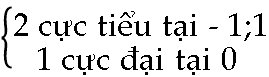 2 cực tiểu tại - 1;1
1 cực đại tại 0